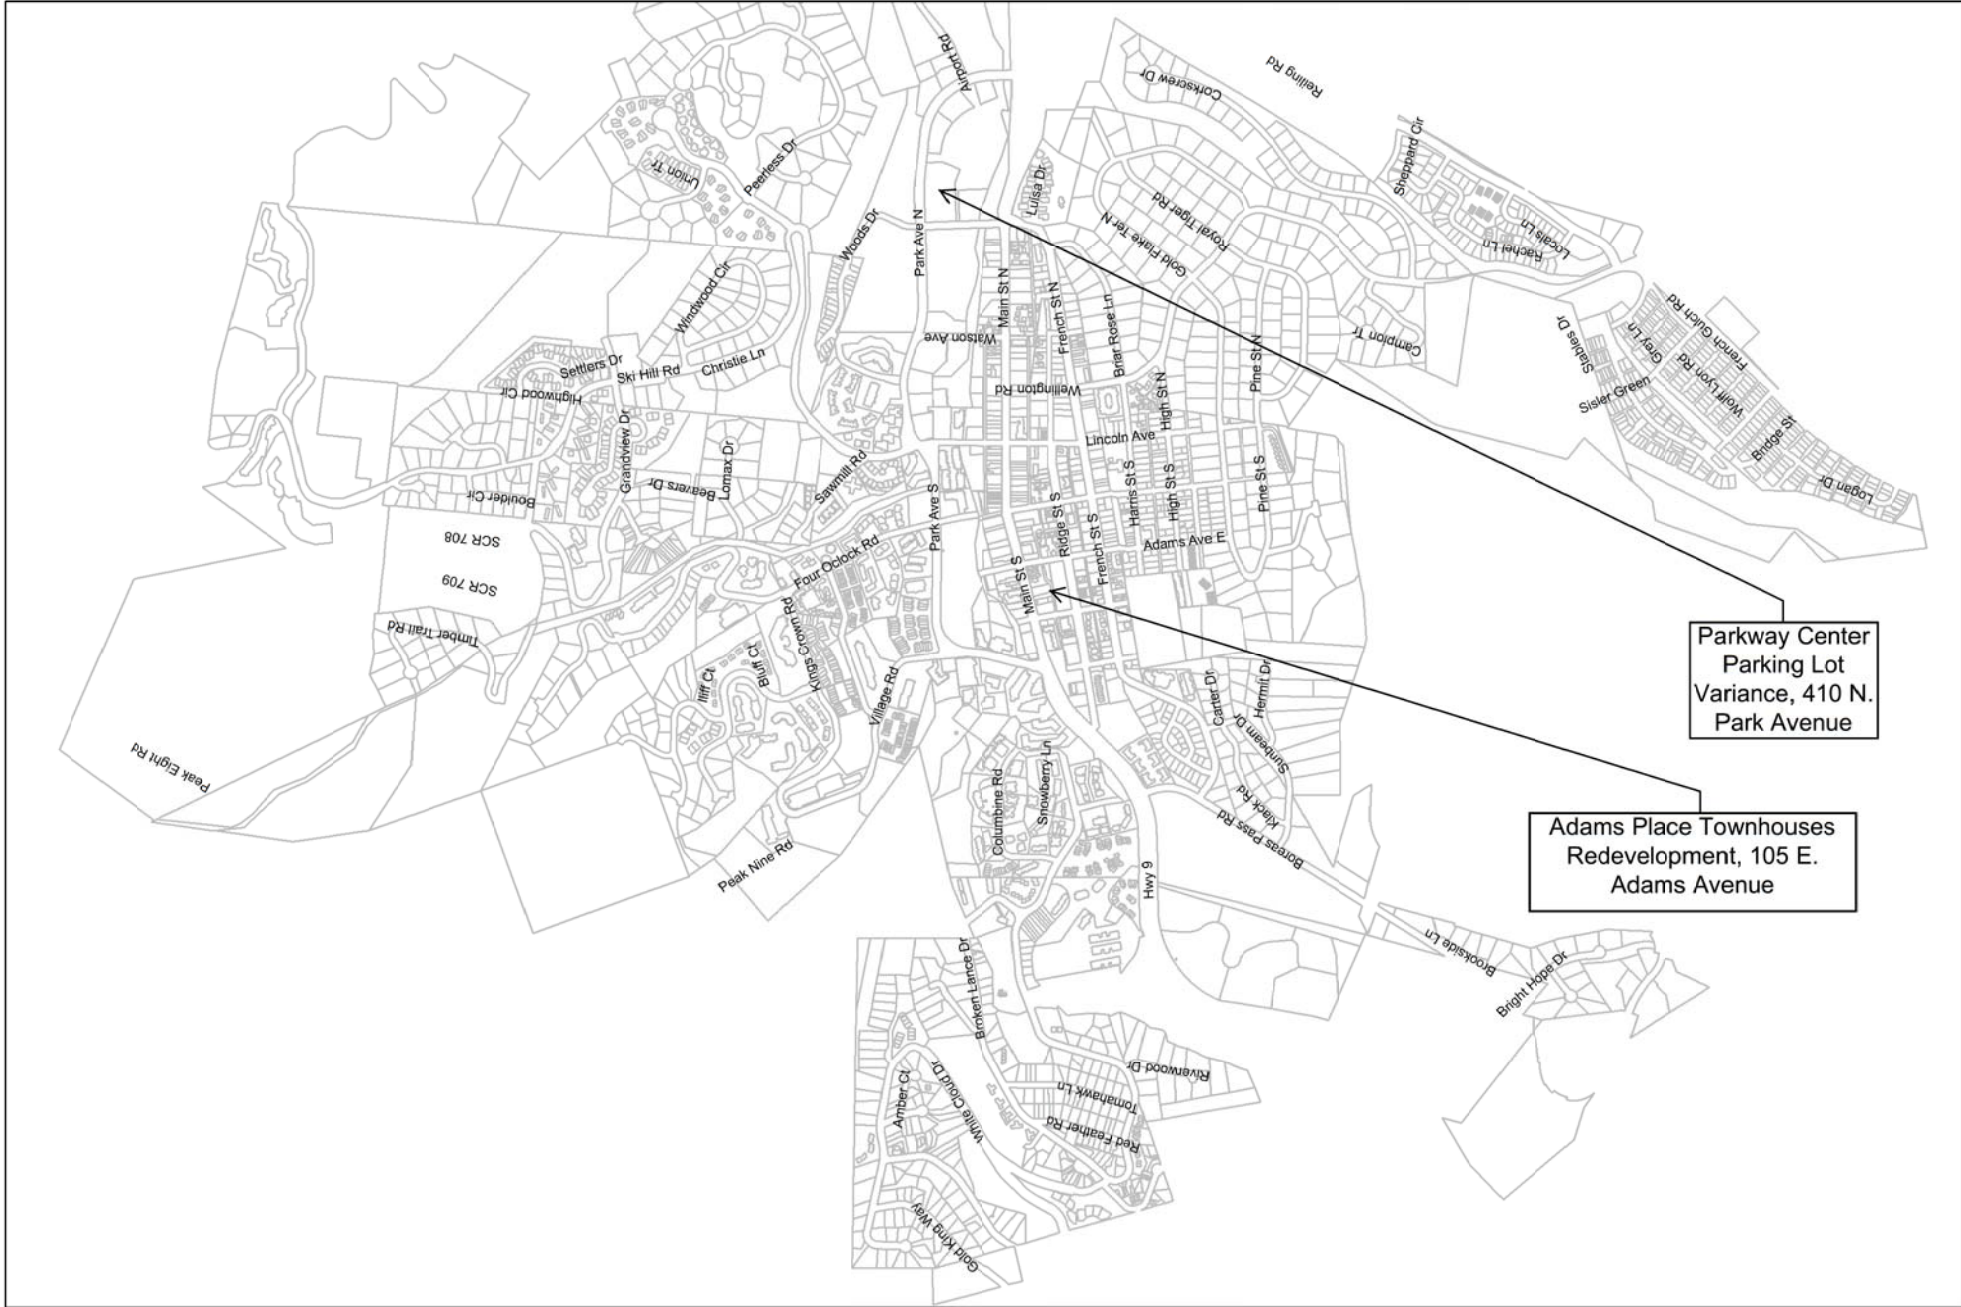 Airport Rd
Reiling Rd
Corkscrew Dr
Sheppard Cir
Peerless Dr
Union Tr
Luisa Dr
Royal Tiger Rd
Gold Flake Ter N
Locals Ln
Rachel Ln
Woods Dr
Park Ave N
Main St N
French St N
Briar Rose Ln
Windwood Cir
Watson Ave
Pine St N
Campion Tr
Stables Dr
Grey Ln
French Gulch Rd
Wolff Lyon Rd
Sisler Green
Bridge St
Logan Dr
Settlers Dr
Ski Hill Rd
Christie Ln
Highwood Cir
Wellington Rd
High St N
Lincoln Ave
Grandview Dr
Lomax Dr
Beavers Dr
Sawmill Rd
Boulder Cir
Park Ave S
Harris St S
High St S
Pine St S
Ridge St S
French St S
Adams Ave E
SCR 708
SCR 709
Four Oclock Rd
Main St S
Timber Trail Rd
Kings Crown Rd
Bluff Ct
Iliff Ct
Village Rd
Carter Dr
Hermit Dr
Sunbeam Dr
Klack Rd
Boreas Pass Rd
Peak Eight Rd
Columbine Rd
Snowberry Ln
Peak Nine Rd
Hwy 9
Parkway Center
Parking Lot
Variance, 410 N.
Park Avenue
Adams Place Townhouses
Redevelopment, 105 E.
Adams Avenue
Brookside Ln
Bright Hope Dr
Broken Lance Dr
Riverwood Dr
Tomahawk Ln
Red Feather Rd
White Cloud Dr
Amber Ct
Gold King Way